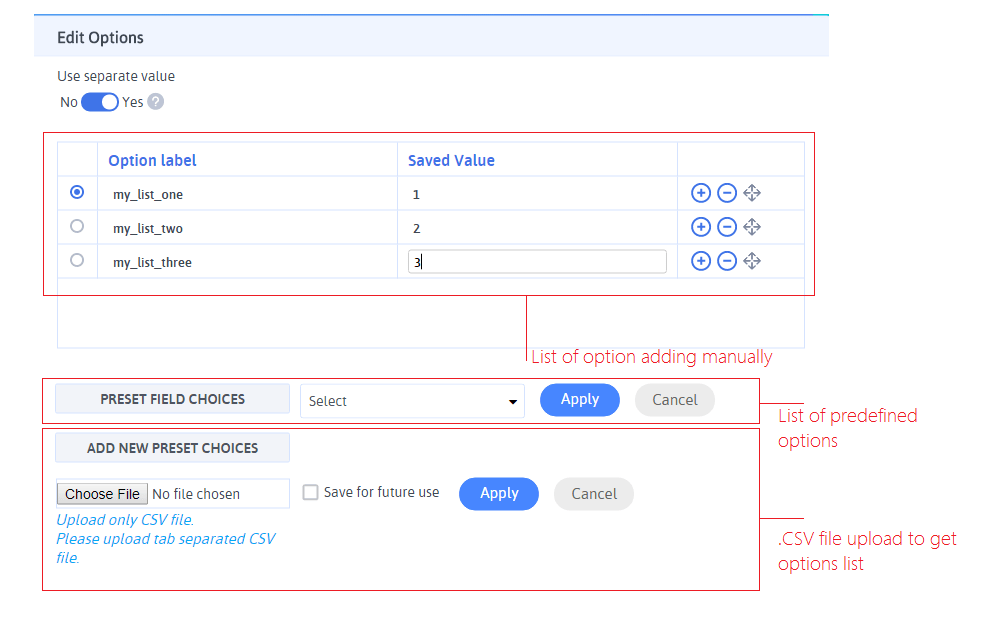 Edit Options
Use separate value
No Yes ?
Option label Saved Value
my_list_one 1
my_list_two 2
my_list_three 3
List of option adding manually
PRESET FIELD CHOICES Select Apply Cancel
List of predefined
options
ADD NEW PRESET CHOICES
Choose File No file chosen Save for future use Apply Cancel
Upload only CSV file.
Please upload tab separated CSV
file.
.CSV file upload to get
options list